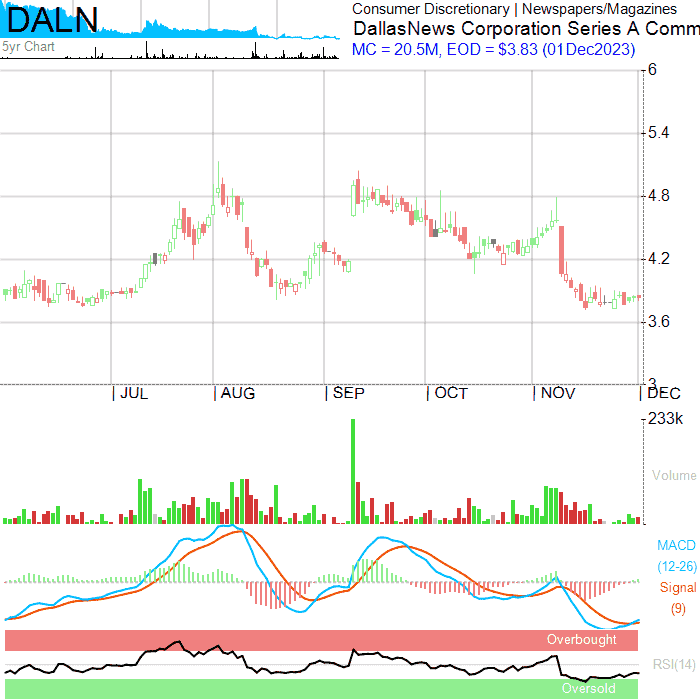 DALN
5yr Chart
Consumer Discretionary | Newspapers/Magazines
DallasNews Corporation Series A Comm
MC = 20.5M, EOD = $3.83 (01Dec2023)
6
5.4
4.8
4.2
3.6
3
JUL
AUG
SEP
OCT
NOV
DEC
233k
Volume
MACD
(12-26)
Signal
(9)
Overbought
RSI(14)
Oversold